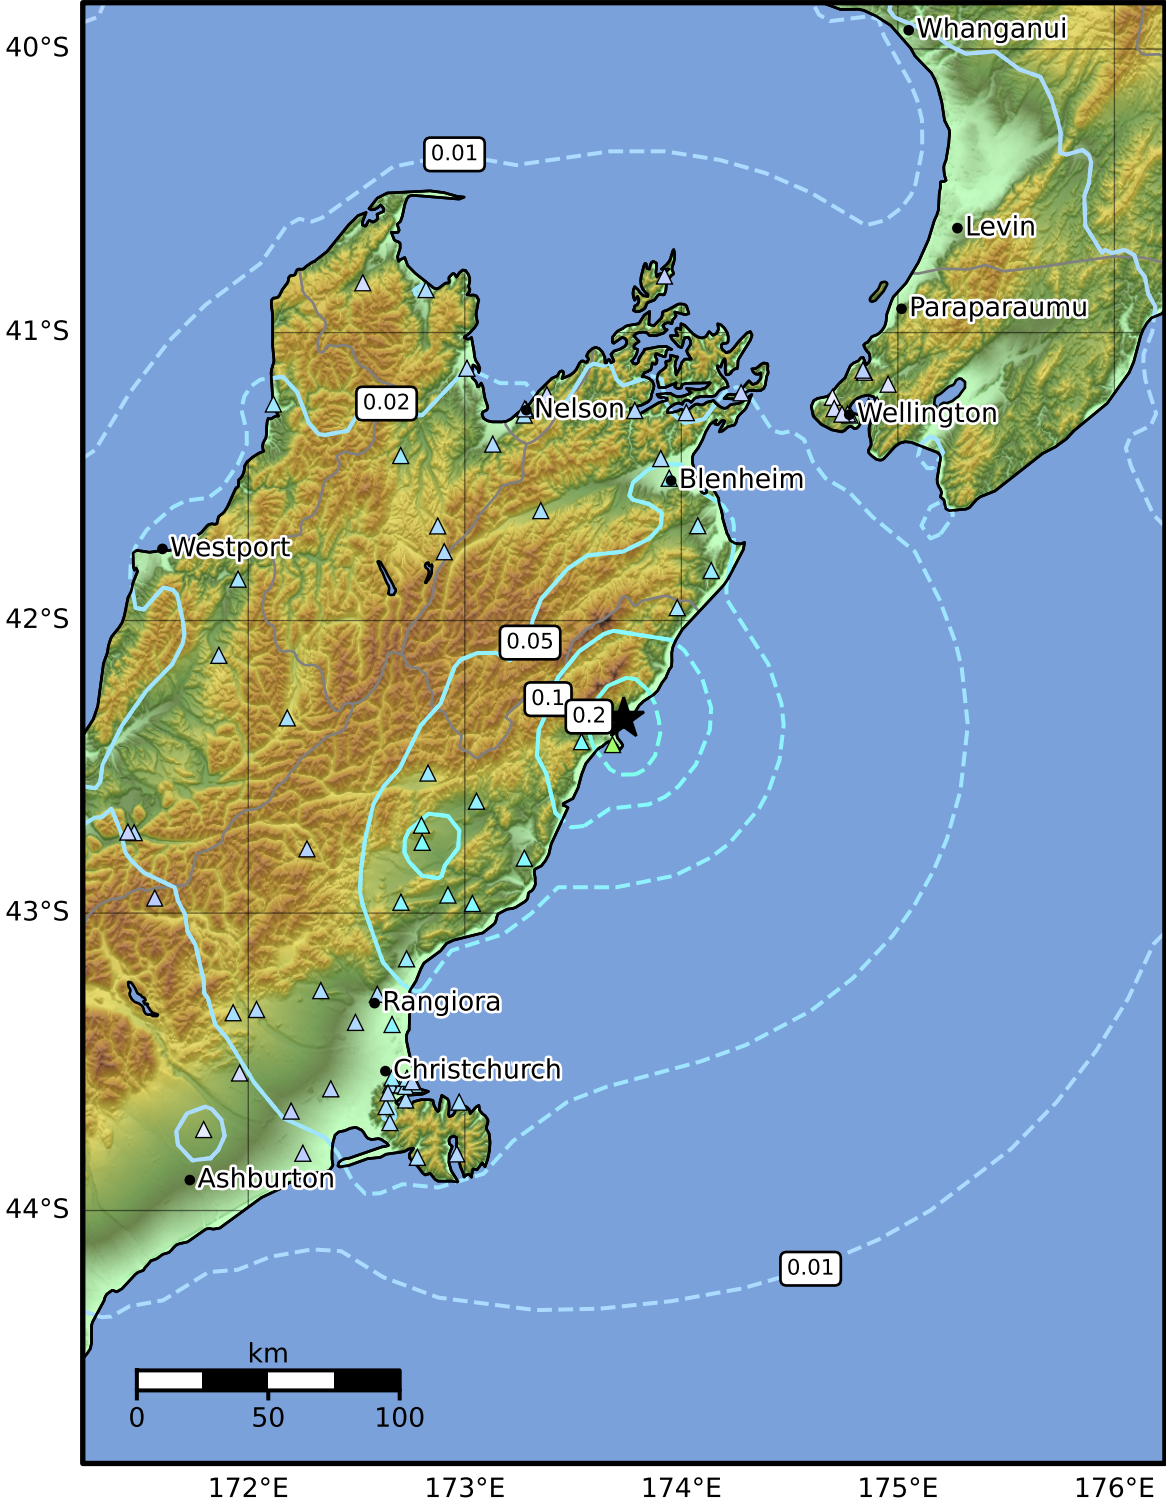 Whanganui
40°S
0.01
Levin
Paraparaumu
41°S
0.02
Nelson
Wellington
Blenheim
Westport
42°S
0.05
0.1
0.2
43°S
Rangiora
Christchurch
Ashburton
44°S
0.01
km
0 50 100
172°E 173°E 174°E 175°E 176°E